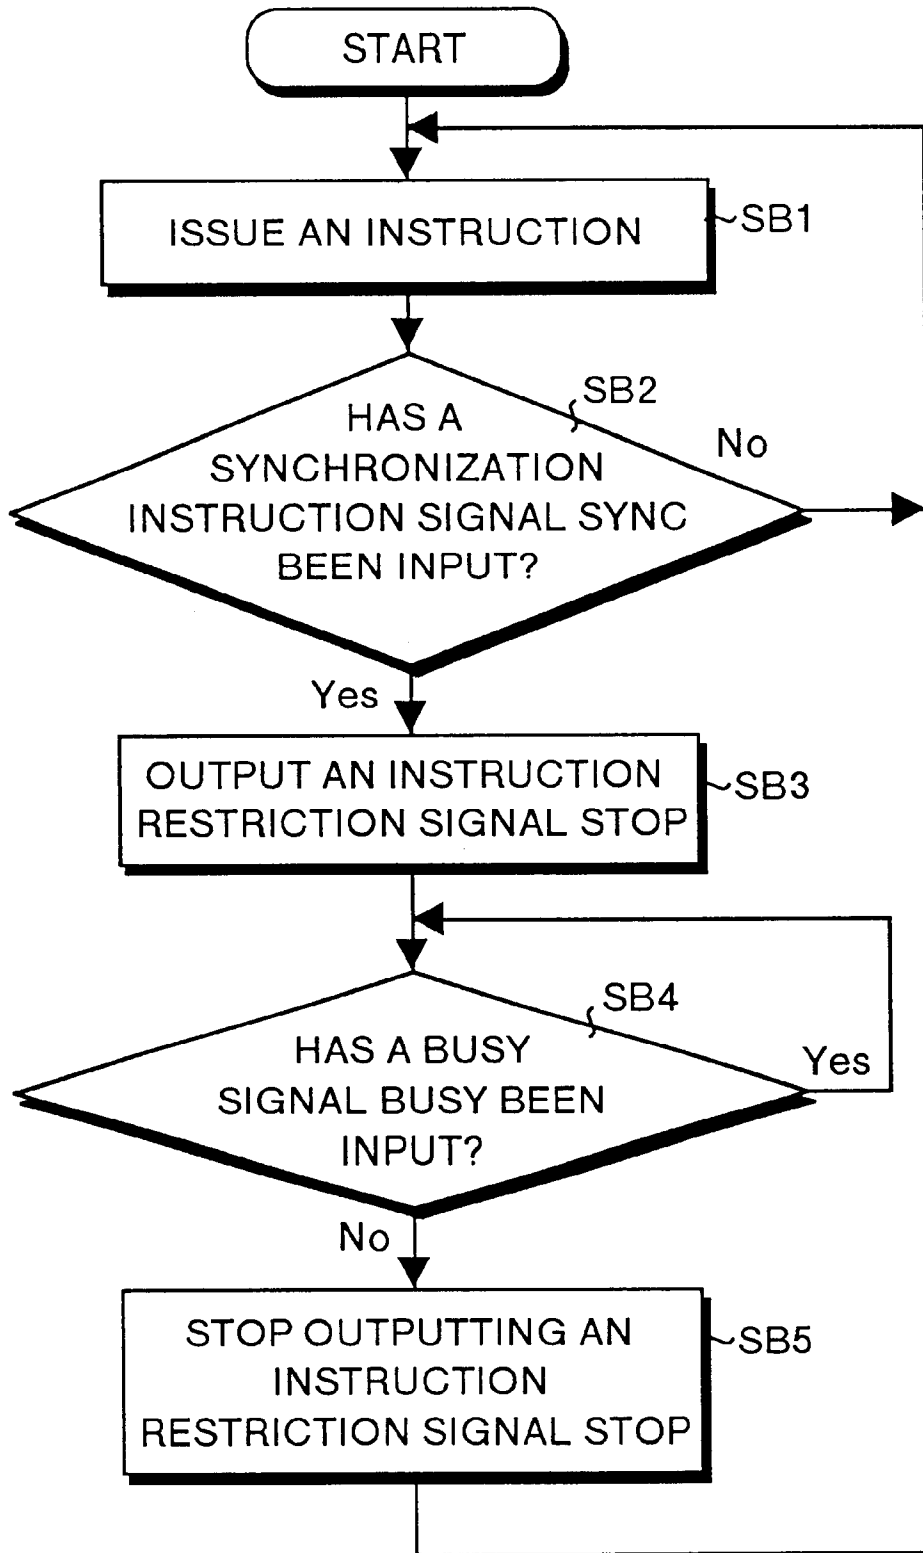 START
ISSUE AN INSTRUCTION
SB1
SB2
HAS A
SYNCHRONIZATION
INSTRUCTION SIGNAL SYNC
BEEN INPUT?
No
Yes
OUTPUT AN INSTRUCTION
RESTRICTION SIGNAL STOP
SB3
SB4
HAS A BUSY
SIGNAL BUSY BEEN
INPUT?
Yes
No
STOP OUTPUTTING AN
INSTRUCTION
RESTRICTION SIGNAL STOP
SB5